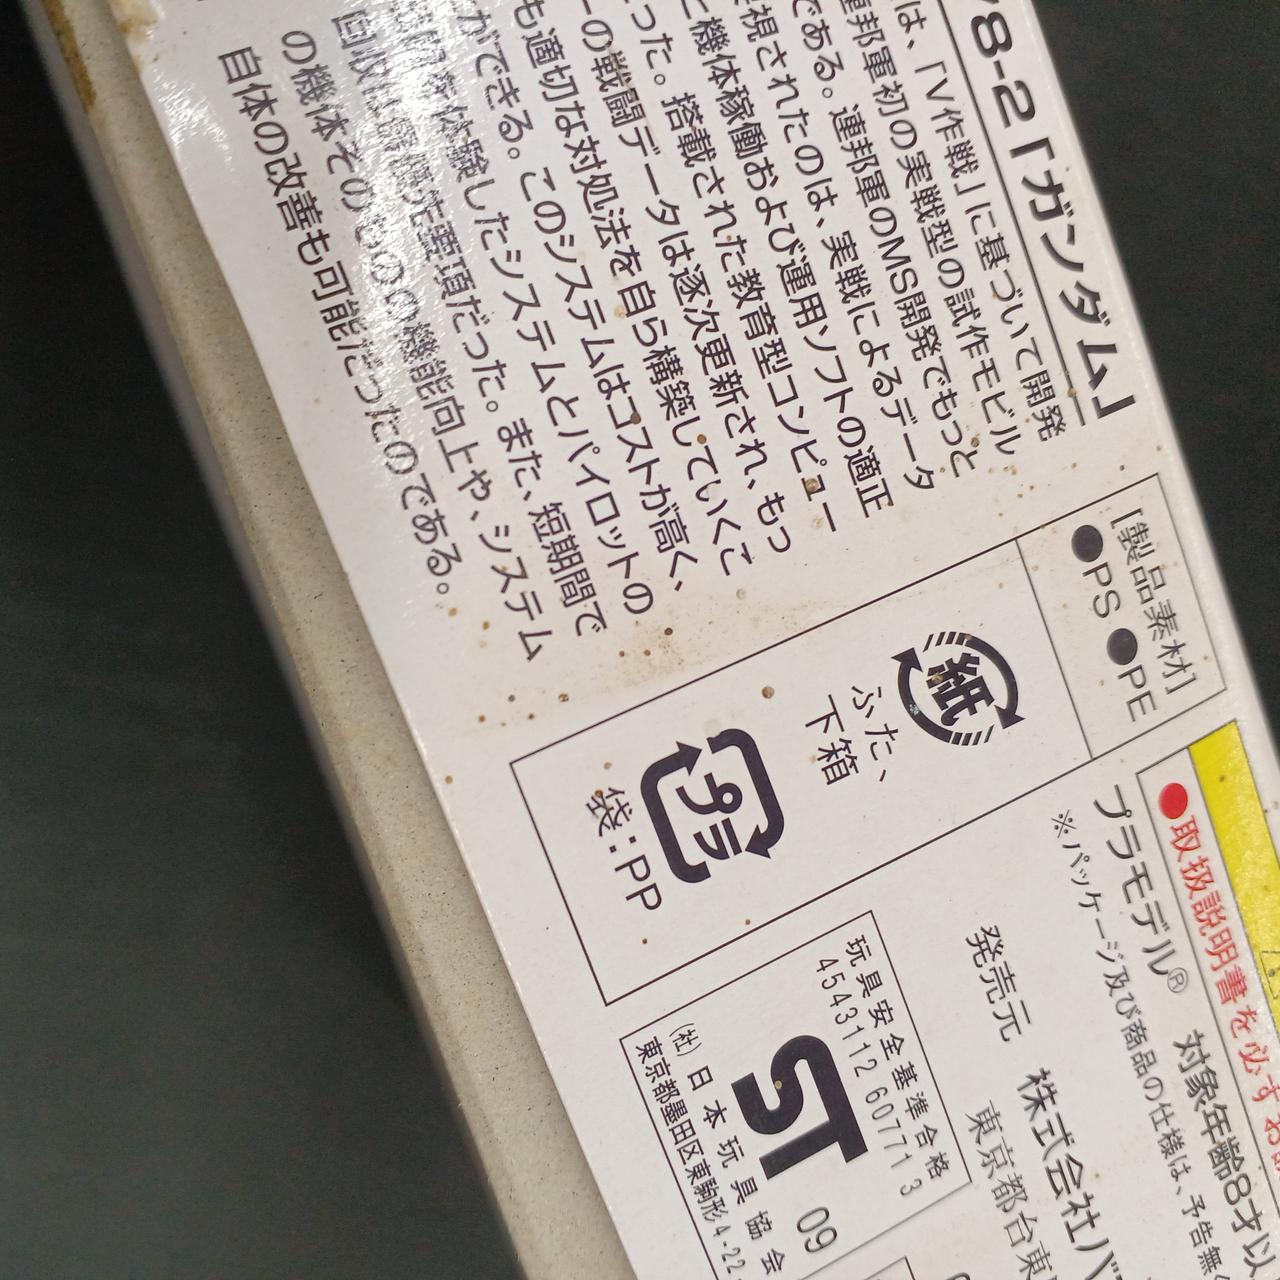 78-2「ガンダム」
は、「V作戦」に基づいて開発
連邦軍初の実戦型の試作モビル
である。連邦軍のMS開発でもっと
視されたのは、実戦によるデータ
機体稼働および運用ソフトの適正
った。搭載された教育型コンピュー
の戦闘データは逐次更新され、もっ
も適切な対処法を自ら構築していくこ
ができる。このシステムはコストが高く、
体験したシステムとパイロットの
回収は最優先要項だった。また、短期間で
の機体そのものの機能向上や、システム
自体の改善も可能だったのである。
[製品素材]
●PS ●PE
紙
ふた、
下箱
プラ
袋:PP
●取扱説明書を必ずお
プラモデル® 対象年齢8才以
※パッケージ及び商品の仕様は、予告無
発売元 株式会社バ
東京都台東
玩具安全基準合格
4543112 60771 3
ST 09
(社)日本玩具協会
東京都墨田区東駒形4-22-